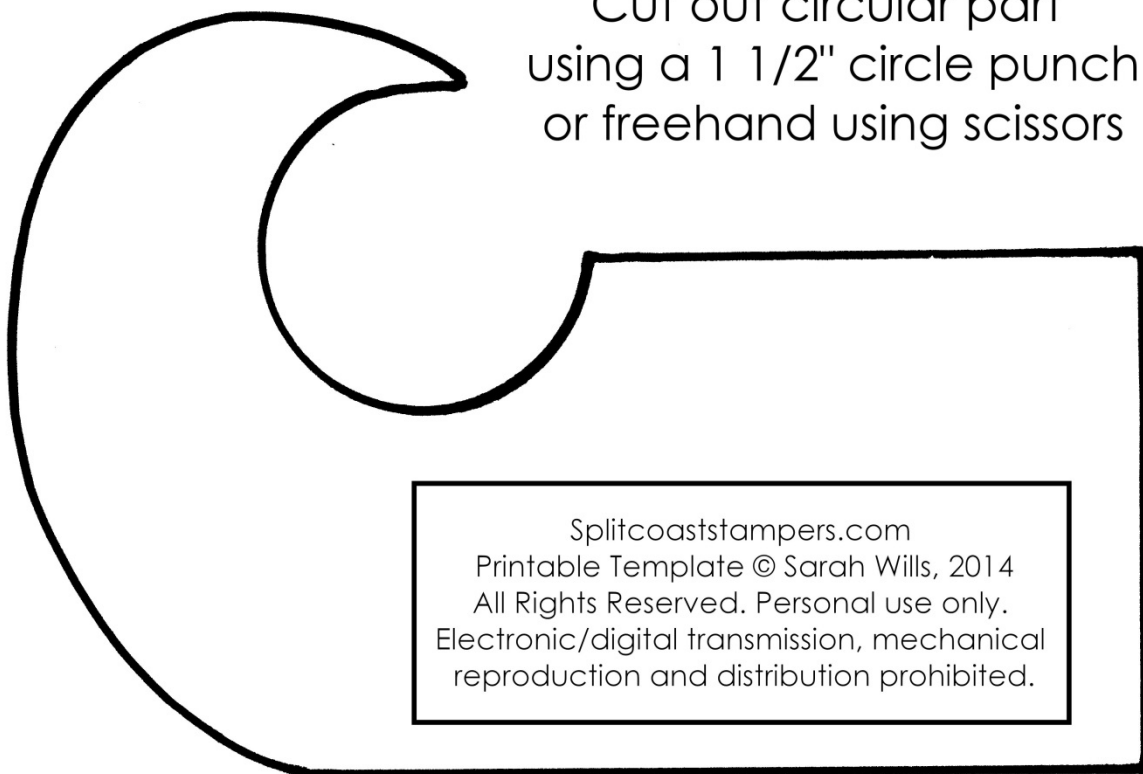 Cut out circular part
using a 1 1/2" circle punch
or freehand using scissors
Splitcoaststampers.com
Printable Template © Sarah Wills, 2014
All Rights Reserved. Personal use only.
Electronic/digital transmission, mechanical
reproduction and distribution prohibited.